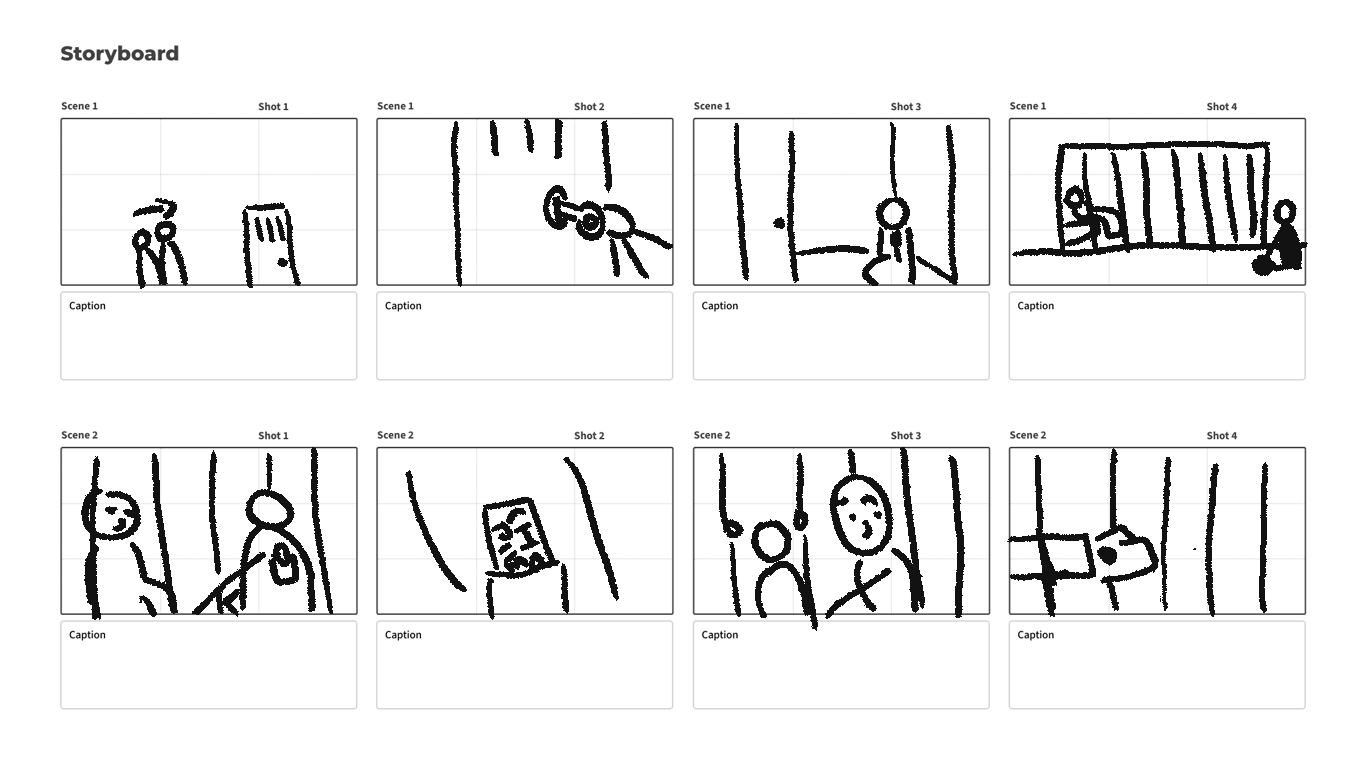 Storyboard
Scene 1 Shot 1
Scene 1 Shot 2
Scene 1 Shot 3
Scene 1 Shot 4
Caption
Caption
Caption
Caption
Scene 2 Shot 1
Scene 2 Shot 2
Scene 2 Shot 3
Scene 2 Shot 4
Caption
Caption
Caption
Caption